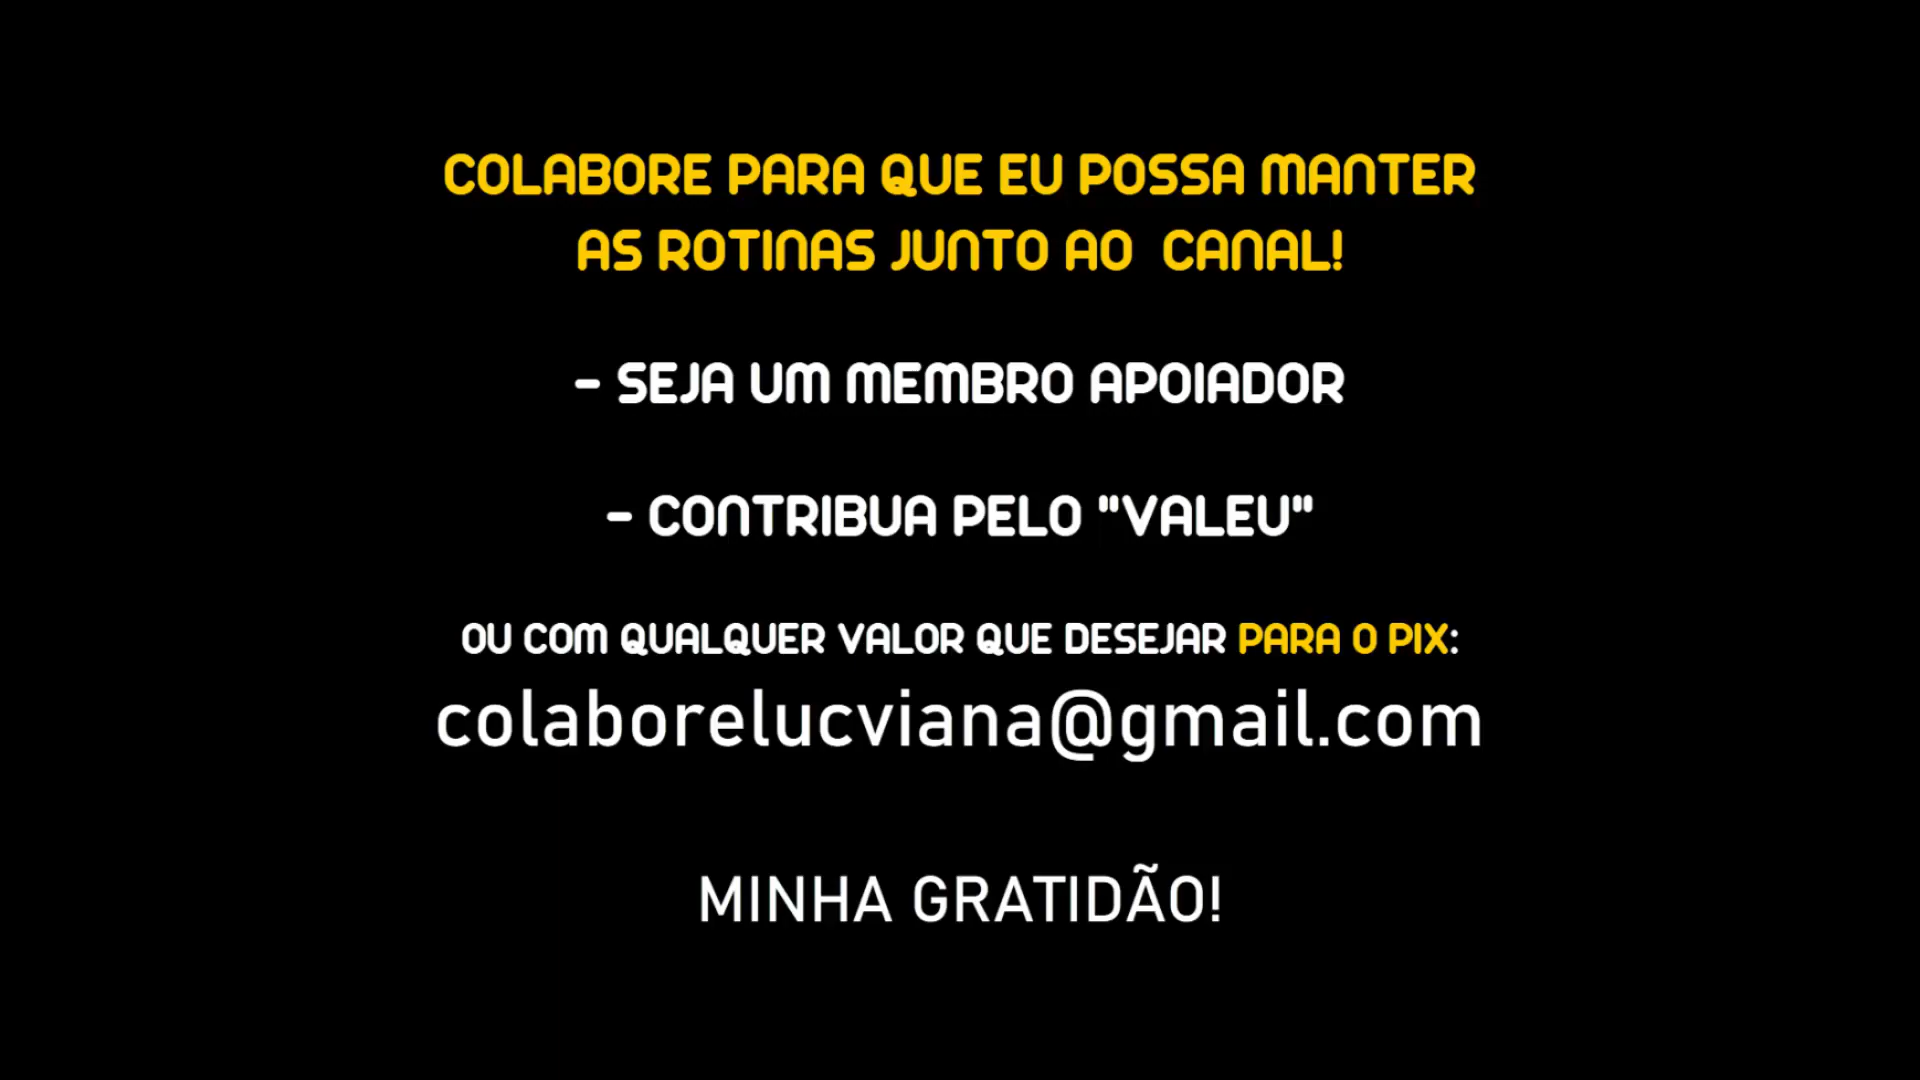 COLABORE PARA QUE EU POSSA MANTER
AS ROTINAS JUNTO AO CANAL!
- SEJA UM MEMBRO APOIADOR
- CONTRIBUA PELO "VALEU"
OU COM QUALQUER VALOR QUE DESEJAR PARA O PIX:
colaborelucviana@gmail.com
MINHA GRATIDÃO!